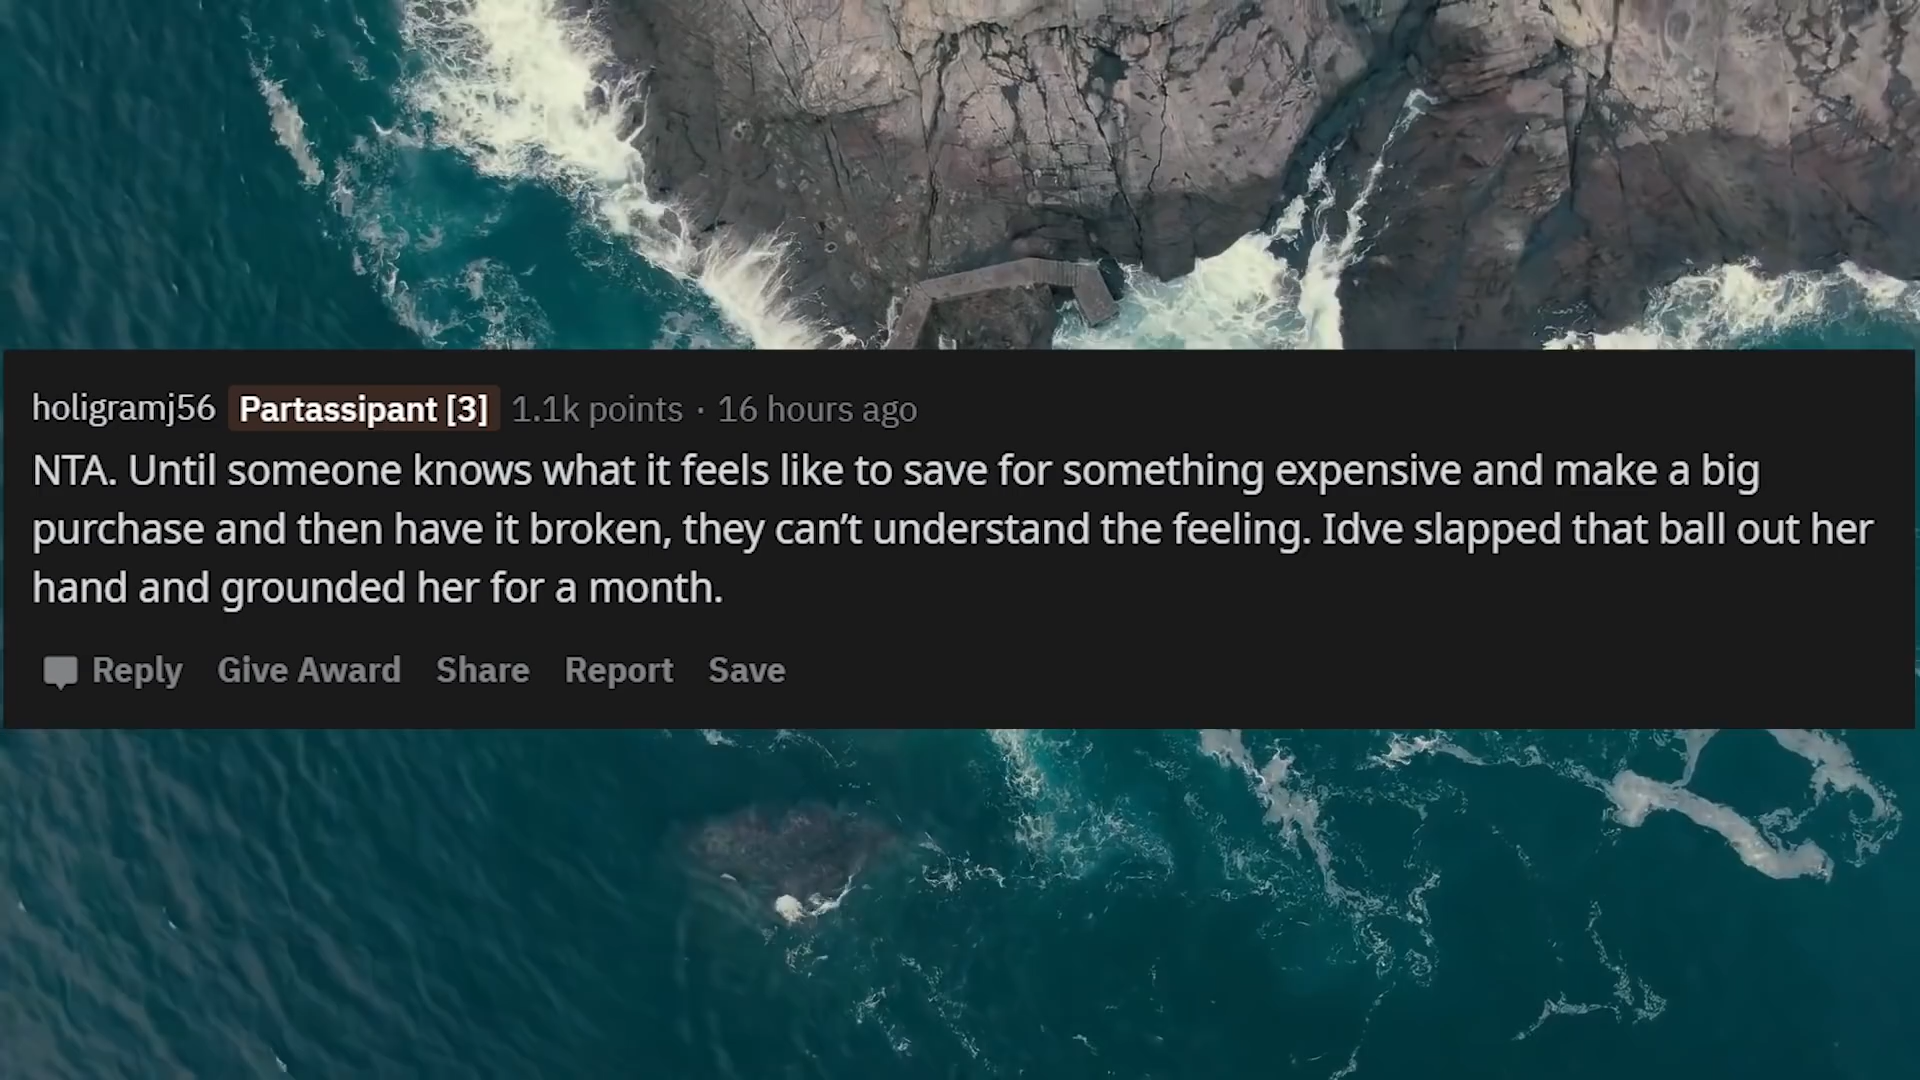 holigramj56 Partassipant [3] 1.1k points · 16 hours ago
NTA. Until someone knows what it feels like to save for something expensive and make a big
purchase and then have it broken, they can’t understand the feeling. Idve slapped that ball out her
hand and grounded her for a month.
Reply Give Award Share Report Save